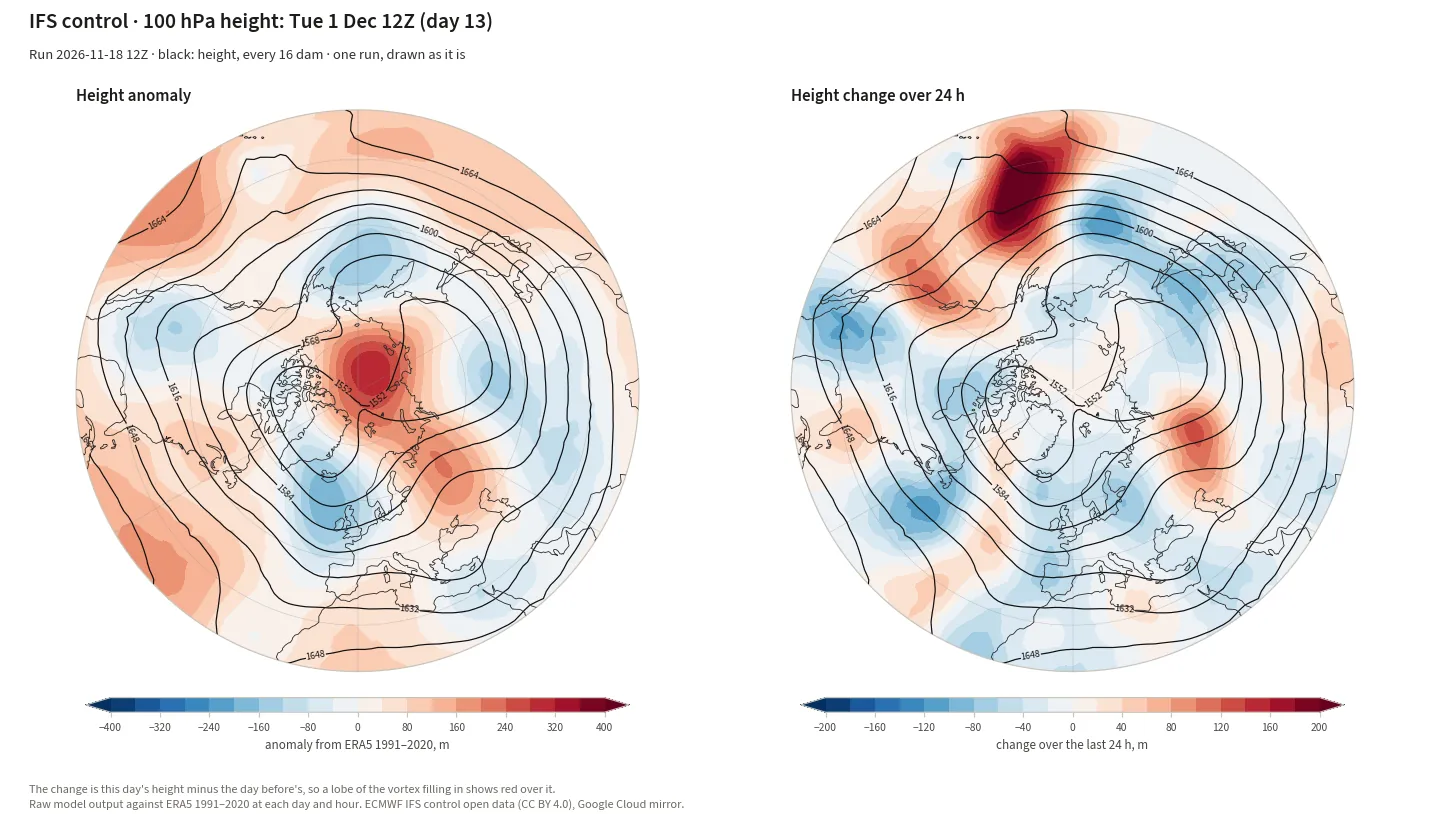 IFS control · 100 hPa height: Tue 1 Dec 12Z (day 13)
Run 2026-11-18 12Z · black: height, every 16 dam · one run, drawn as it is
Height anomaly
Height change over 24 h
1664
1664
1600
1568
1552
1552
1616
1648
1584
1632
1648
1664
1664
1600
1568
1552
1552
1616
1648
1584
1632
1648
−400 −320 −240 −160 −80 0 80 160 240 320 400
anomaly from ERA5 1991–2020, m
−200 −160 −120 −80 −40 0 40 80 120 160 200
change over the last 24 h, m
The change is this day's height minus the day before's, so a lobe of the vortex filling in shows red over it.
Raw model output against ERA5 1991–2020 at each day and hour. ECMWF IFS control open data (CC BY 4.0), Google Cloud mirror.